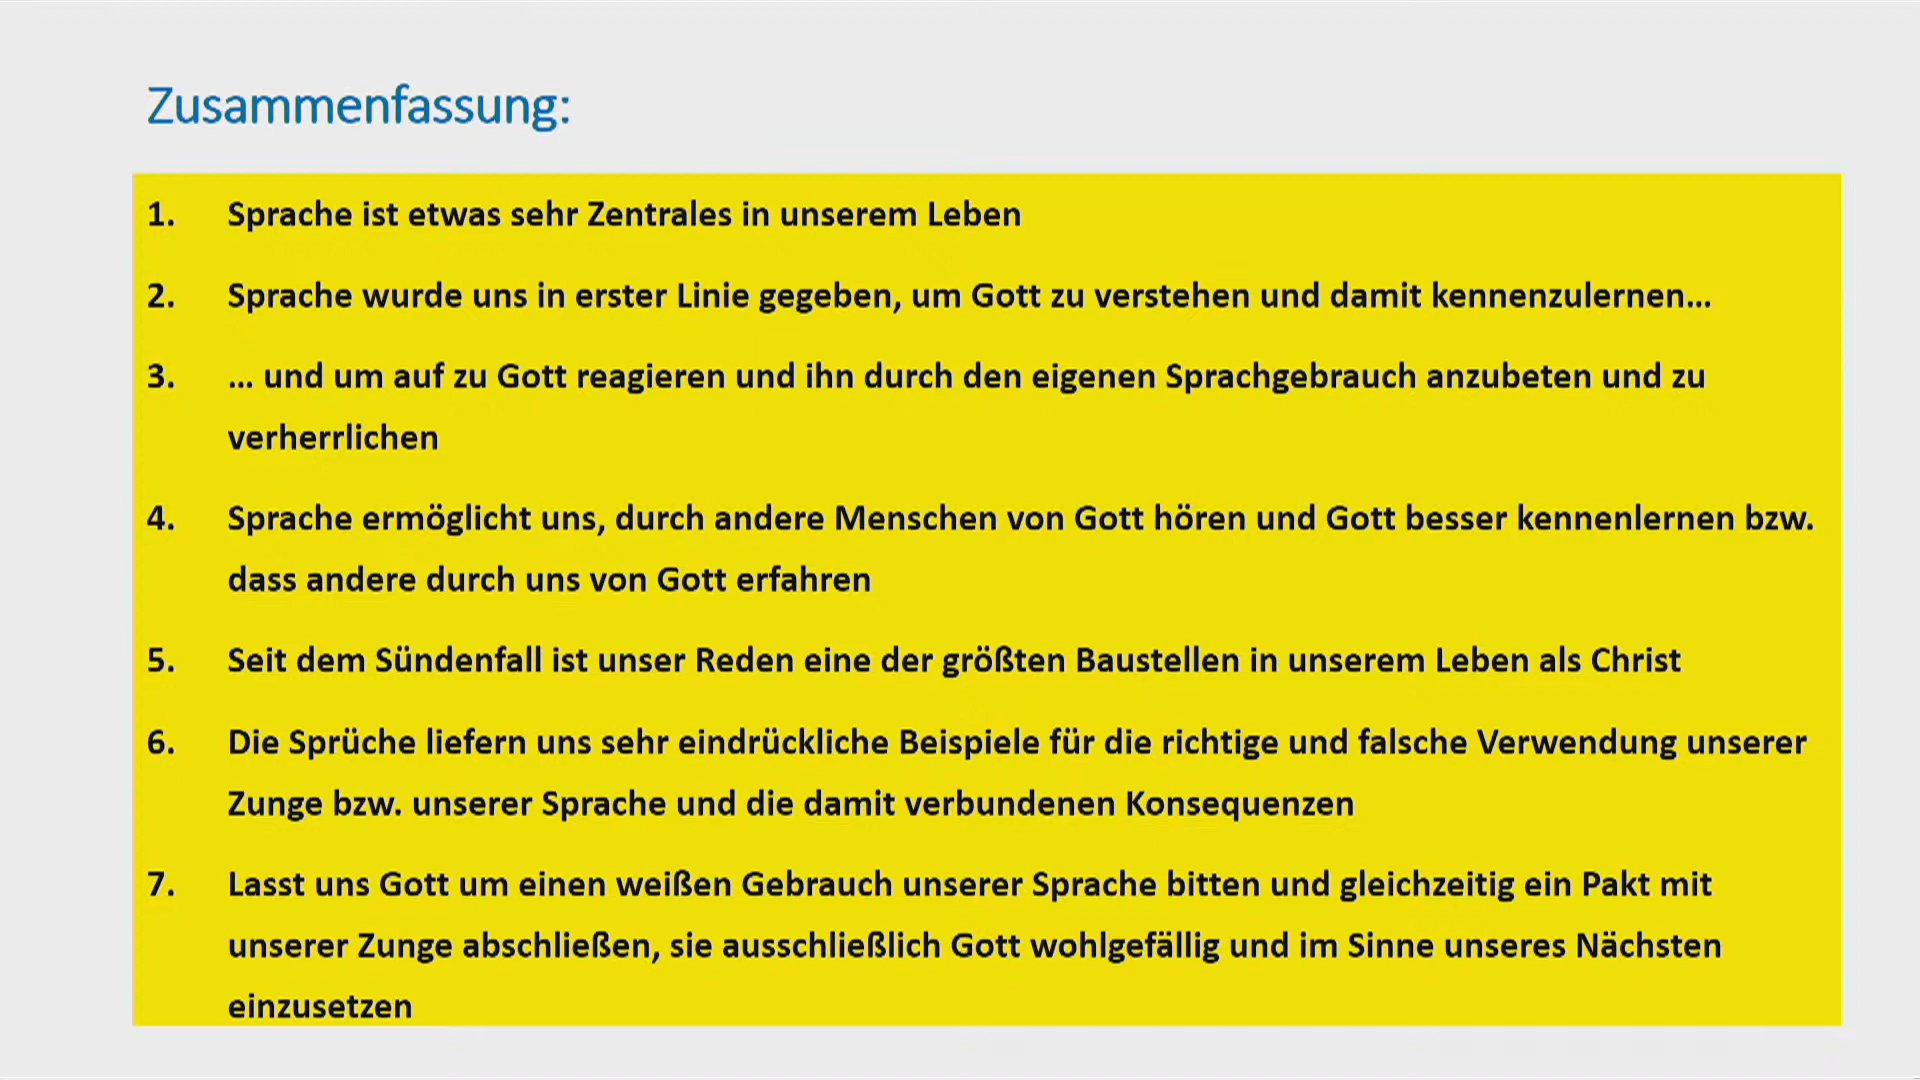 Zusammenfassung:
1. Sprache ist etwas sehr Zentrales in unserem Leben
2. Sprache wurde uns in erster Linie gegeben, um Gott zu verstehen und damit kennenzulernen…
3. … und um auf zu Gott reagieren und ihn durch den eigenen Sprachgebrauch anzubeten und zu
verherrlichen
4. Sprache ermöglicht uns, durch andere Menschen von Gott hören und Gott besser kennenlernen bzw.
dass andere durch uns von Gott erfahren
5. Seit dem Sündenfall ist unser Reden eine der größten Baustellen in unserem Leben als Christ
6. Die Sprüche liefern uns sehr eindrückliche Beispiele für die richtige und falsche Verwendung unserer
Zunge bzw. unserer Sprache und die damit verbundenen Konsequenzen
7. Lasst uns Gott um einen weißen Gebrauch unserer Sprache bitten und gleichzeitig ein Pakt mit
unserer Zunge abschließen, sie ausschließlich Gott wohlgefällig und im Sinne unseres Nächsten
einzusetzen